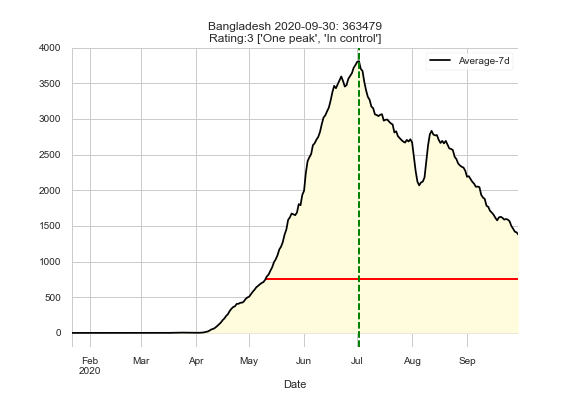 Bangladesh 2020-09-30: 363479
Rating:3 ['One peak', 'In control']
Average-7d
4000
3500
3000
2500
2000
1500
1000
500
0
Feb Mar Apr May Jun Jul Aug Sep
2020
Date